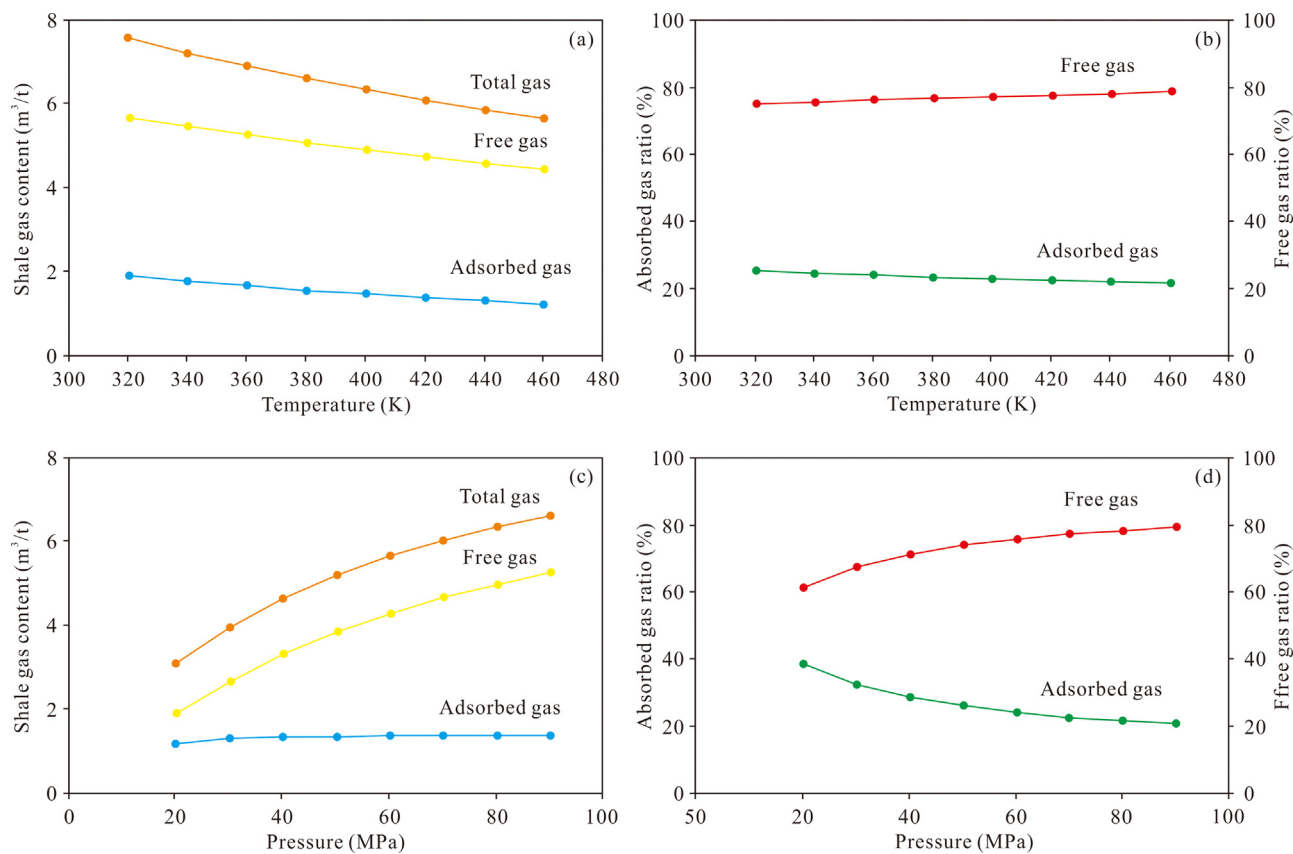 (a)
Shale gas content (m³/t)
8
6
4
2
0
Total gas
Free gas
Adsorbed gas
300 320 340 360 380 400 420 440 460 480
Temperature (K)
(b)
Absorbed gas ratio (%)
100
80
60
40
20
0
Free gas
Adsorbed gas
100
80
60
40
20
0
Free gas ratio (%)
300 320 340 360 380 400 420 440 460 480
Temperature (K)
(c)
Shale gas content (m³/t)
8
6
4
2
0
Total gas
Free gas
Adsorbed gas
0 20 40 60 80 100
Pressure (MPa)
(d)
Absorbed gas ratio (%)
100
80
60
40
20
0
Free gas
Adsorbed gas
100
80
60
40
20
0
Ffree gas ratio (%)
50 20 40 60 80 100
Pressure (MPa)